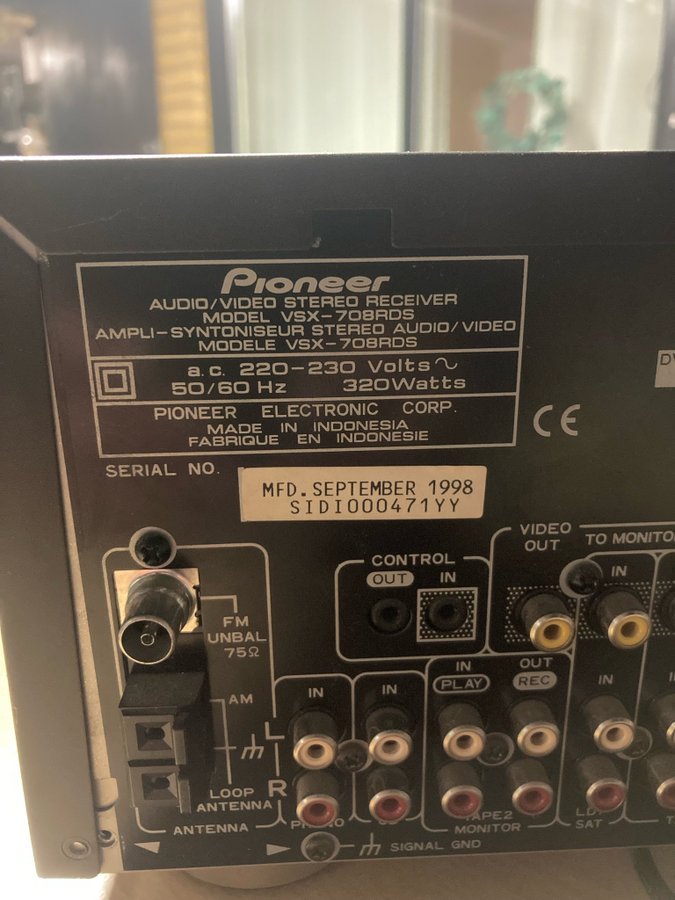 Pioneer
AUDIO/VIDEO STEREO RECEIVER
MODEL VSX-708RDS
AMPLI-SYNTONISEUR STEREO AUDIO/VIDEO
MODELE VSX-708RDS
a.c. 220-230 Volts~
50/60 Hz 320Watts
PIONEER ELECTRONIC CORP.
MADE IN INDONESIA
FABRIQUE EN INDONESIE
CE
SERIAL NO.
MFD.SEPTEMBER 1998
SIDI000471YY
VIDEO
OUT TO MONITOR
IN
CONTROL
OUT IN
FM
UNBAL
75Ω
AM
LOOP
ANTENNA
ANTENNA
IN
IN
L
R
PHONO
IN
PLAY
OUT
REC
TAPE2
MONITOR
IN
LD/
SAT
SIGNAL GND